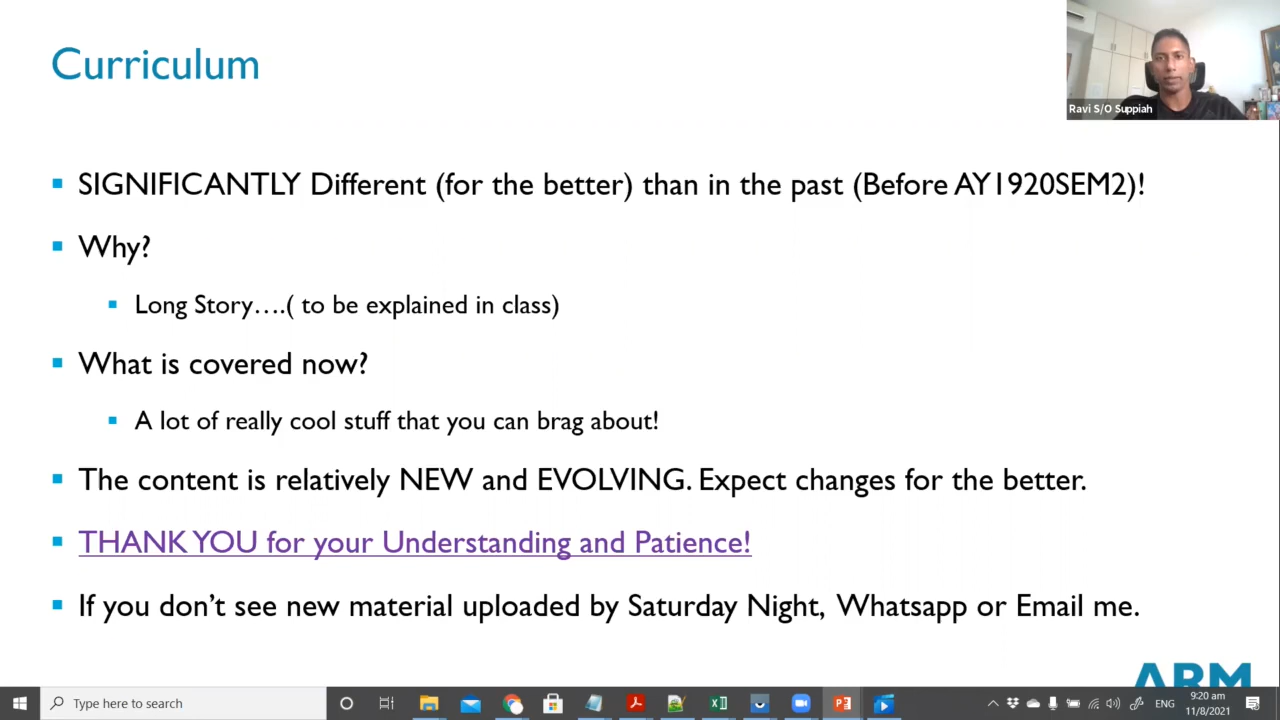 Curriculum
Ravi S/O Suppiah
SIGNIFICANTLY Different (for the better) than in the past (Before AY1920SEM2)!
Why?
Long Story….( to be explained in class)
What is covered now?
A lot of really cool stuff that you can brag about!
The content is relatively NEW and EVOLVING. Expect changes for the better.
THANK YOU for your Understanding and Patience!
If you don’t see new material uploaded by Saturday Night, Whatsapp or Email me.
ARM
Type here to search
ENG
9:20 am
11/8/2021